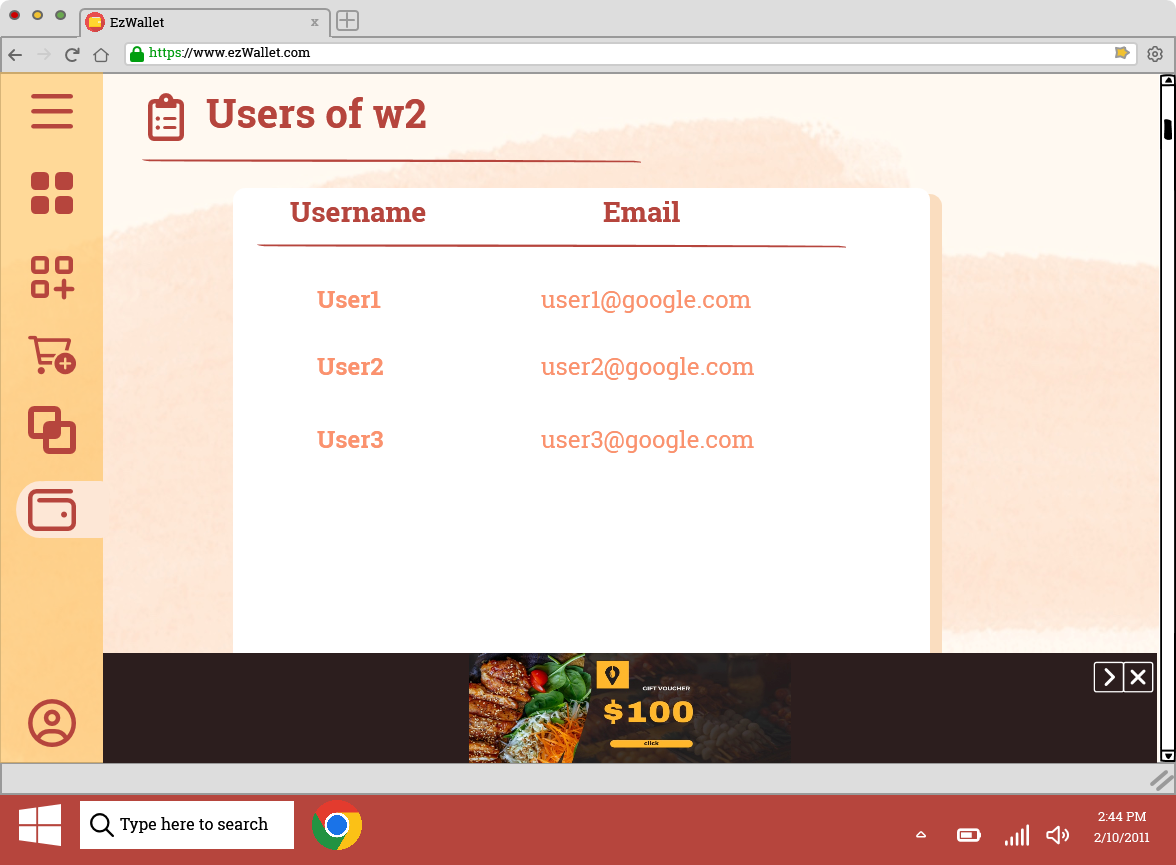 EzWallet
x
https://www.ezWallet.com
Users of w2
Username Email
User1 user1@google.com
User2 user2@google.com
User3 user3@google.com
GIFT VOUCHER
$100
click
Type here to search
2:44 PM
2/10/2011